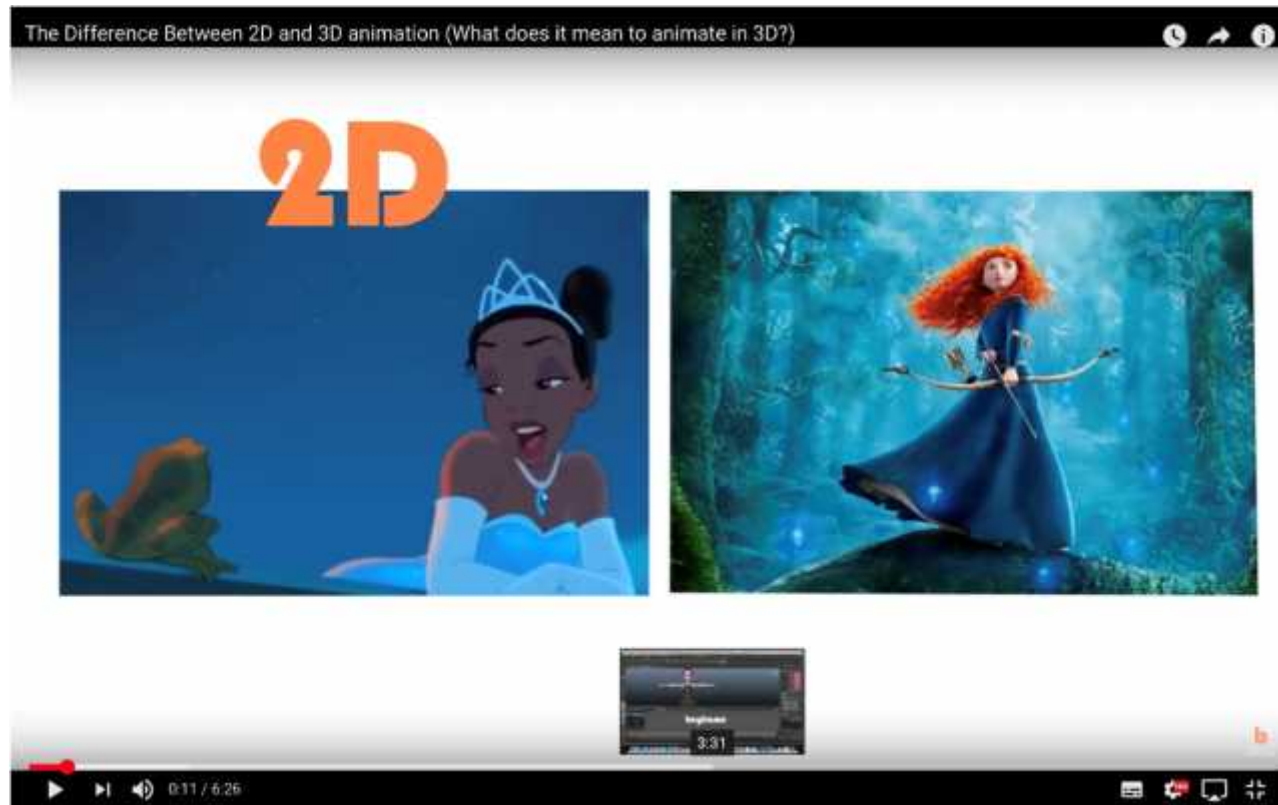 The Difference Between 2D and 3D animation (What does it mean to animate in 3D?)
2D
3:31
b
0:11 / 6:26